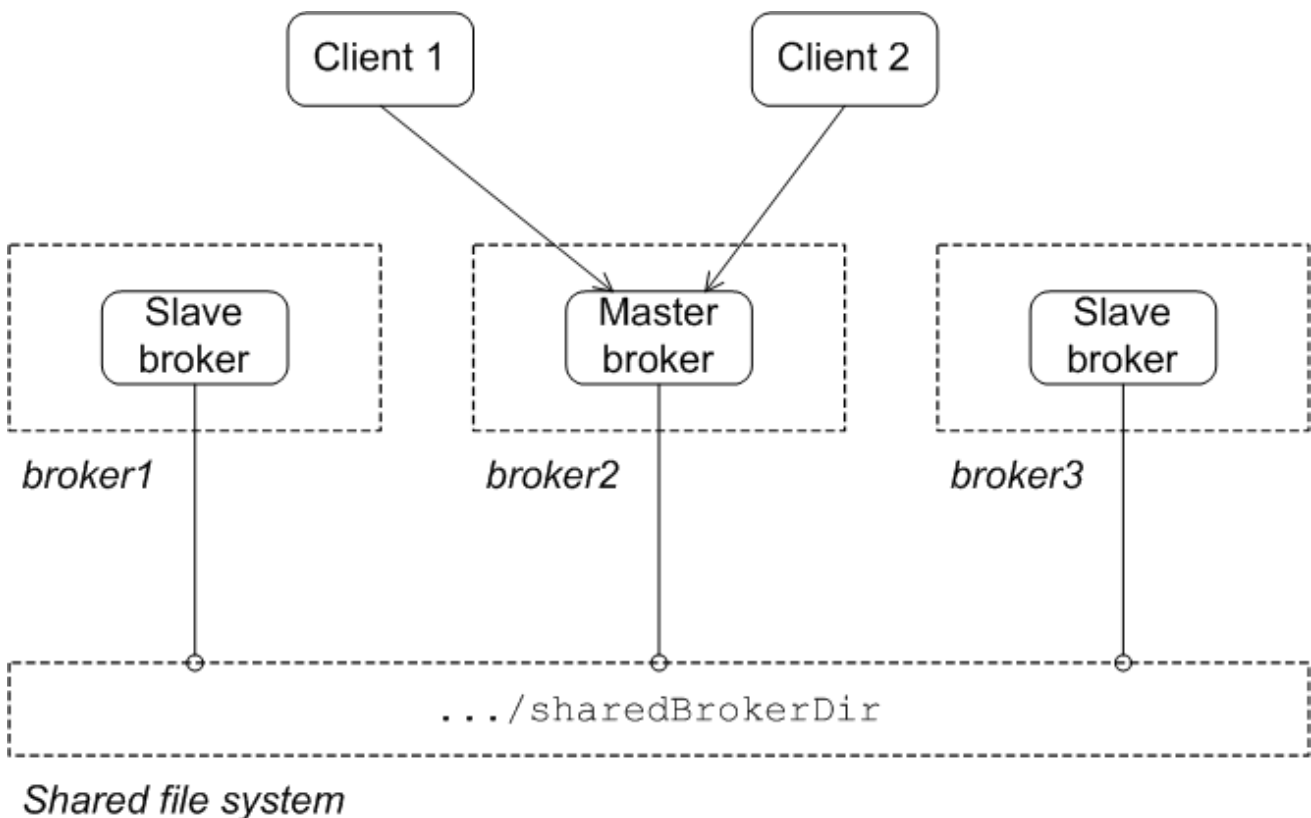 Client 1
Client 2
Slave
broker
Master
broker
Slave
broker
broker1
broker2
broker3
.../sharedBrokerDir
Shared file system